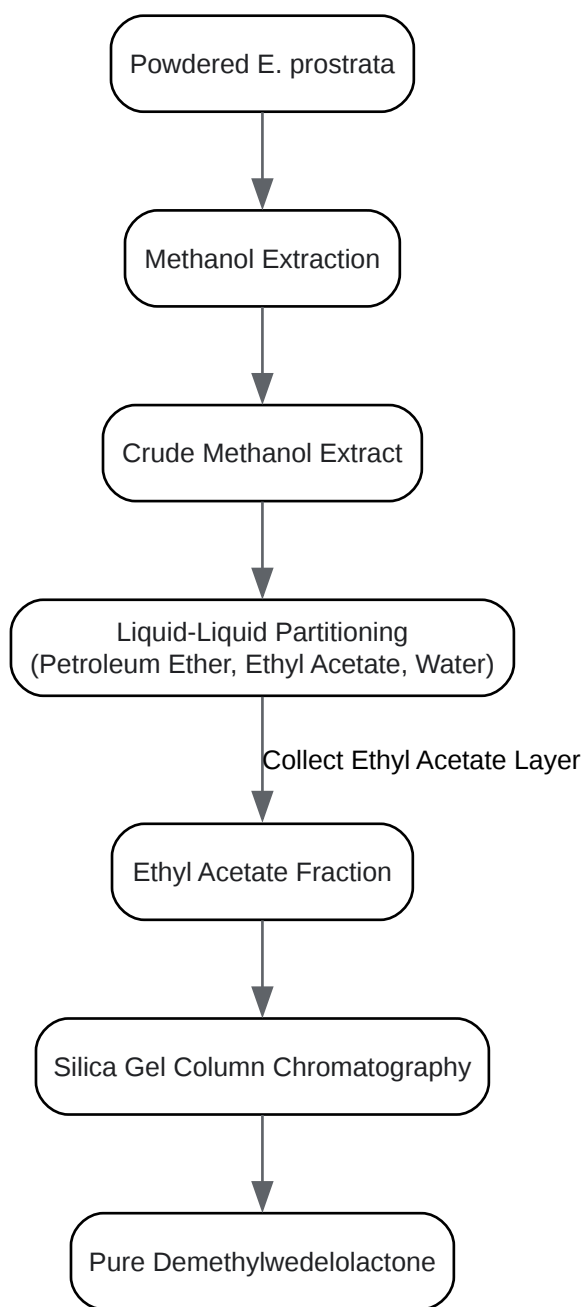 Powdered E. prostrata
Methanol Extraction
Crude Methanol Extract
Liquid-Liquid Partitioning
(Petroleum Ether, Ethyl Acetate, Water)
Collect Ethyl Acetate Layer
Ethyl Acetate Fraction
Silica Gel Column Chromatography
Pure Demethylwedelolactone